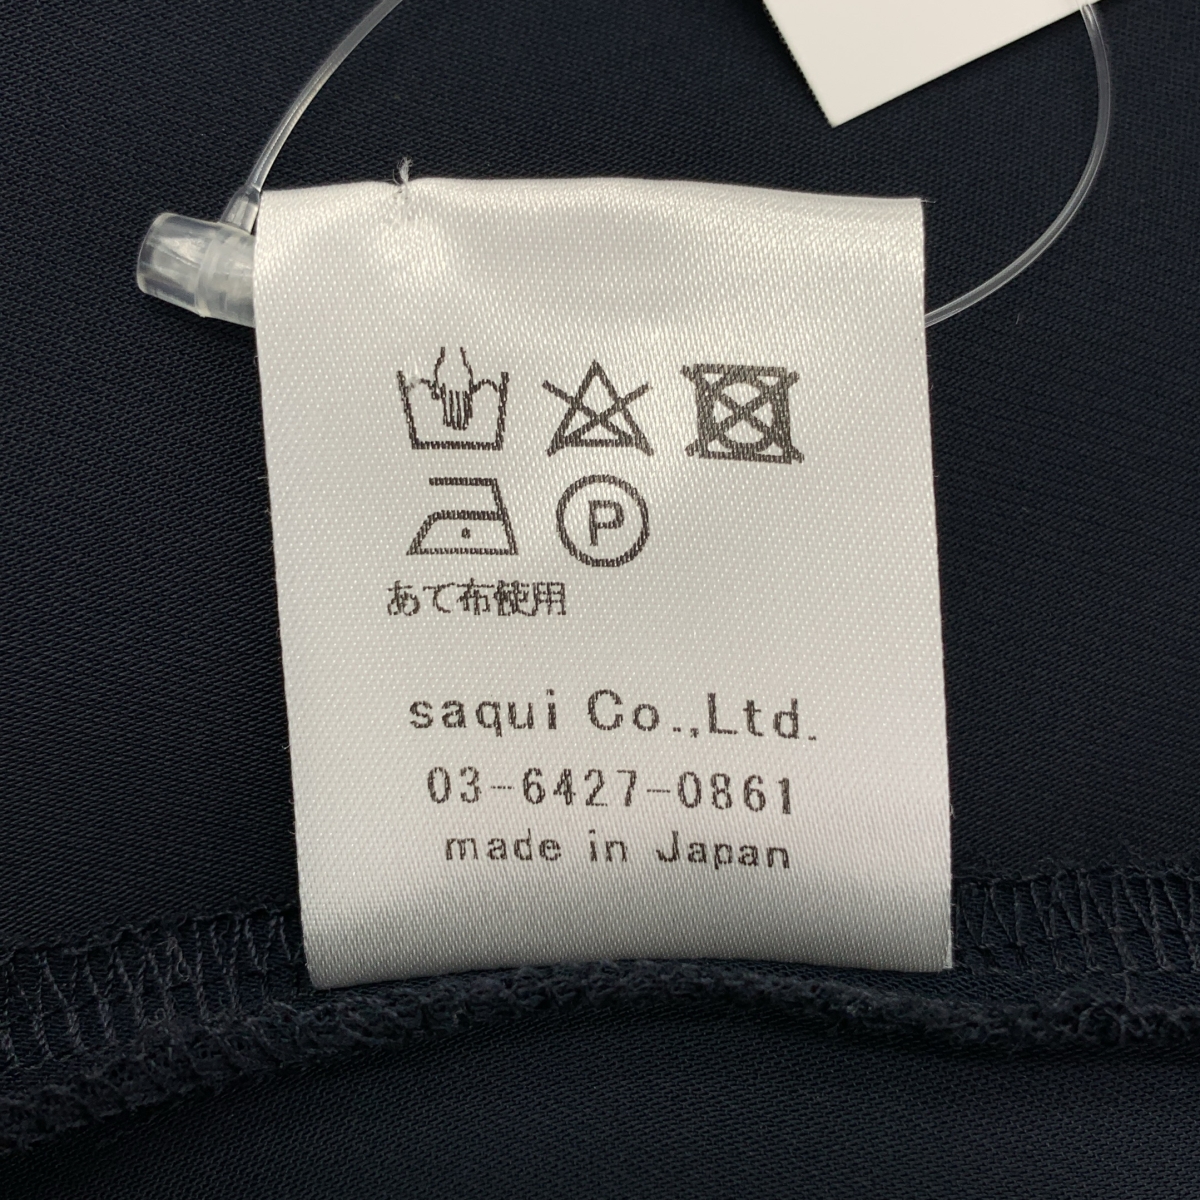 P
あて布使用
saqui Co.,Ltd.
03-6427-0861
made in Japan